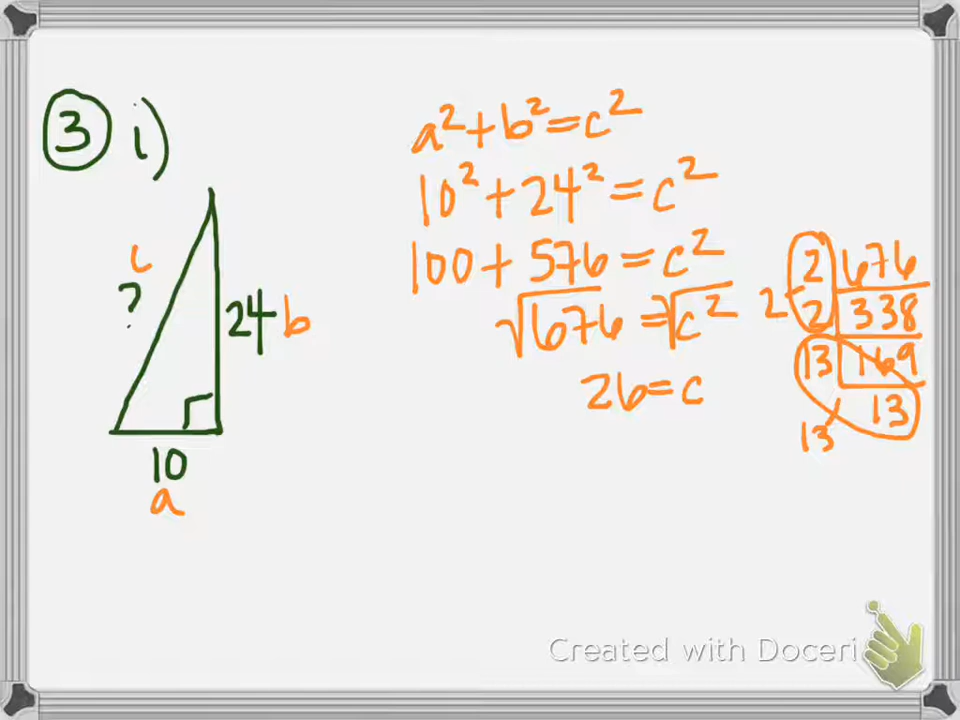 3 i)
c
?
24 b
10
a
a²+b²=c²
10²+24²=c²
100+576=c²
√676=√c²
26=c
2 676
2 2 338
13 169
13
13
Created with Doceri